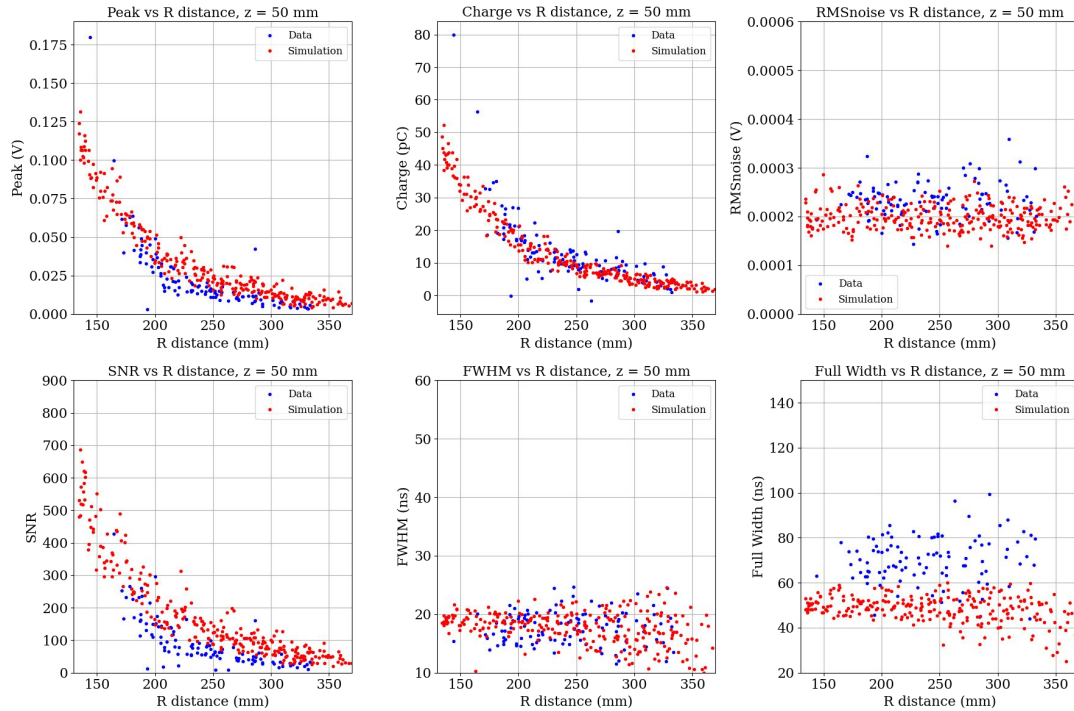 Peak vs R distance, z = 50 mm
Peak (V)
0.175
0.150
0.125
0.100
0.075
0.050
0.025
0.000
150 200 250 300 350
R distance (mm)
Data
Simulation
Charge vs R distance, z = 50 mm
Charge (pC)
80
70
60
50
40
30
20
10
0
150 200 250 300 350
R distance (mm)
Data
Simulation
RMSnoise vs R distance, z = 50 mm
RMSnoise (V)
0.0006
0.0005
0.0004
0.0003
0.0002
0.0001
0.0000
150 200 250 300 350
R distance (mm)
Data
Simulation
SNR vs R distance, z = 50 mm
SNR
900
800
700
600
500
400
300
200
100
0
150 200 250 300 350
R distance (mm)
Data
Simulation
FWHM vs R distance, z = 50 mm
FWHM (ns)
60
50
40
30
20
10
150 200 250 300 350
R distance (mm)
Data
Simulation
Full Width vs R distance, z = 50 mm
Full Width (ns)
140
120
100
80
60
40
20
150 200 250 300 350
R distance (mm)
Data
Simulation